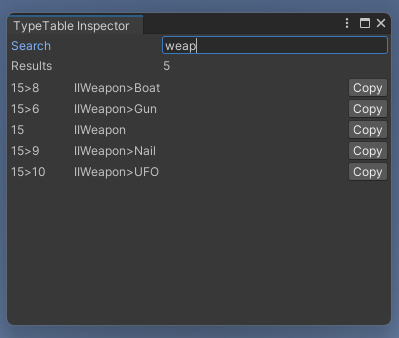 TypeTable Inspector
Search weap
Results 5
15>8 IIWeapon>Boat Copy
15>6 IIWeapon>Gun Copy
15 IIWeapon Copy
15>9 IIWeapon>Nail Copy
15>10 IIWeapon>UFO Copy